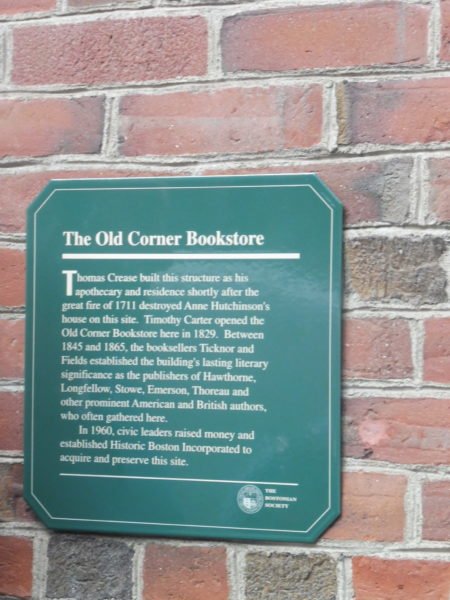 The Old Corner Bookstore
Thomas Crease built this structure as his
apothecary and residence shortly after the
great fire of 1711 destroyed Anne Hutchinson's
house on this site. Timothy Carter opened the
Old Corner Bookstore here in 1829. Between
1845 and 1865, the booksellers Ticknor and
Fields established the building's lasting literary
significance as the publishers of Hawthorne,
Longfellow, Stowe, Emerson, Thoreau and
other prominent American and British authors,
who often gathered here.
In 1960, civic leaders raised money and
established Historic Boston Incorporated to
acquire and preserve this site.
THE
BOSTONIAN
SOCIETY